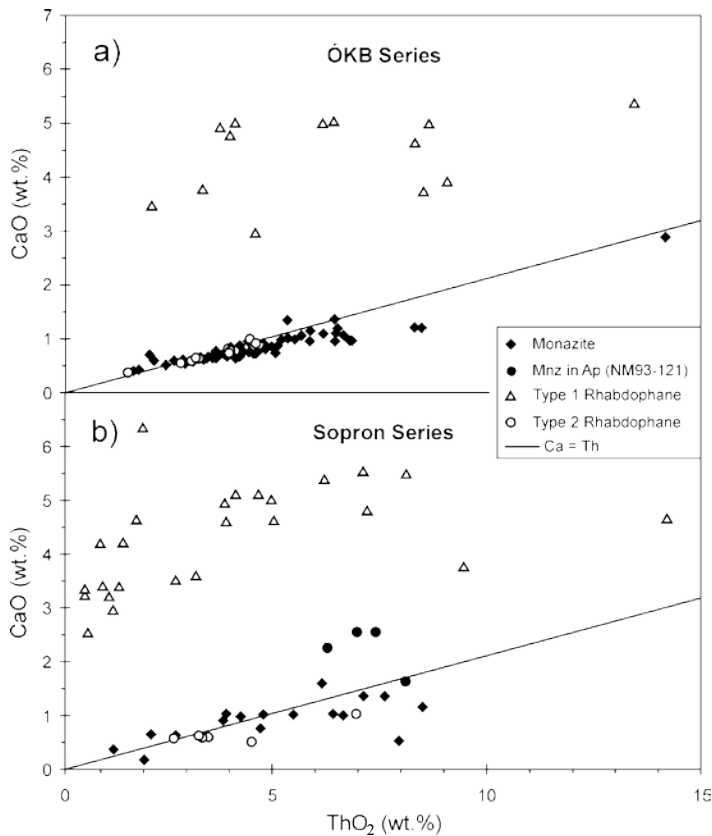 7
a)
ÓKB Series
6
5
4
CaO (wt.%)
3
2
1
0
Monazite
Mnz in Ap (NM93-121)
Type 1 Rhabdophane
Type 2 Rhabdophane
Ca = Th
b)
Sopron Series
6
5
4
CaO (wt.%)
3
2
1
0
0 5 10 15
ThO₂ (wt.%)